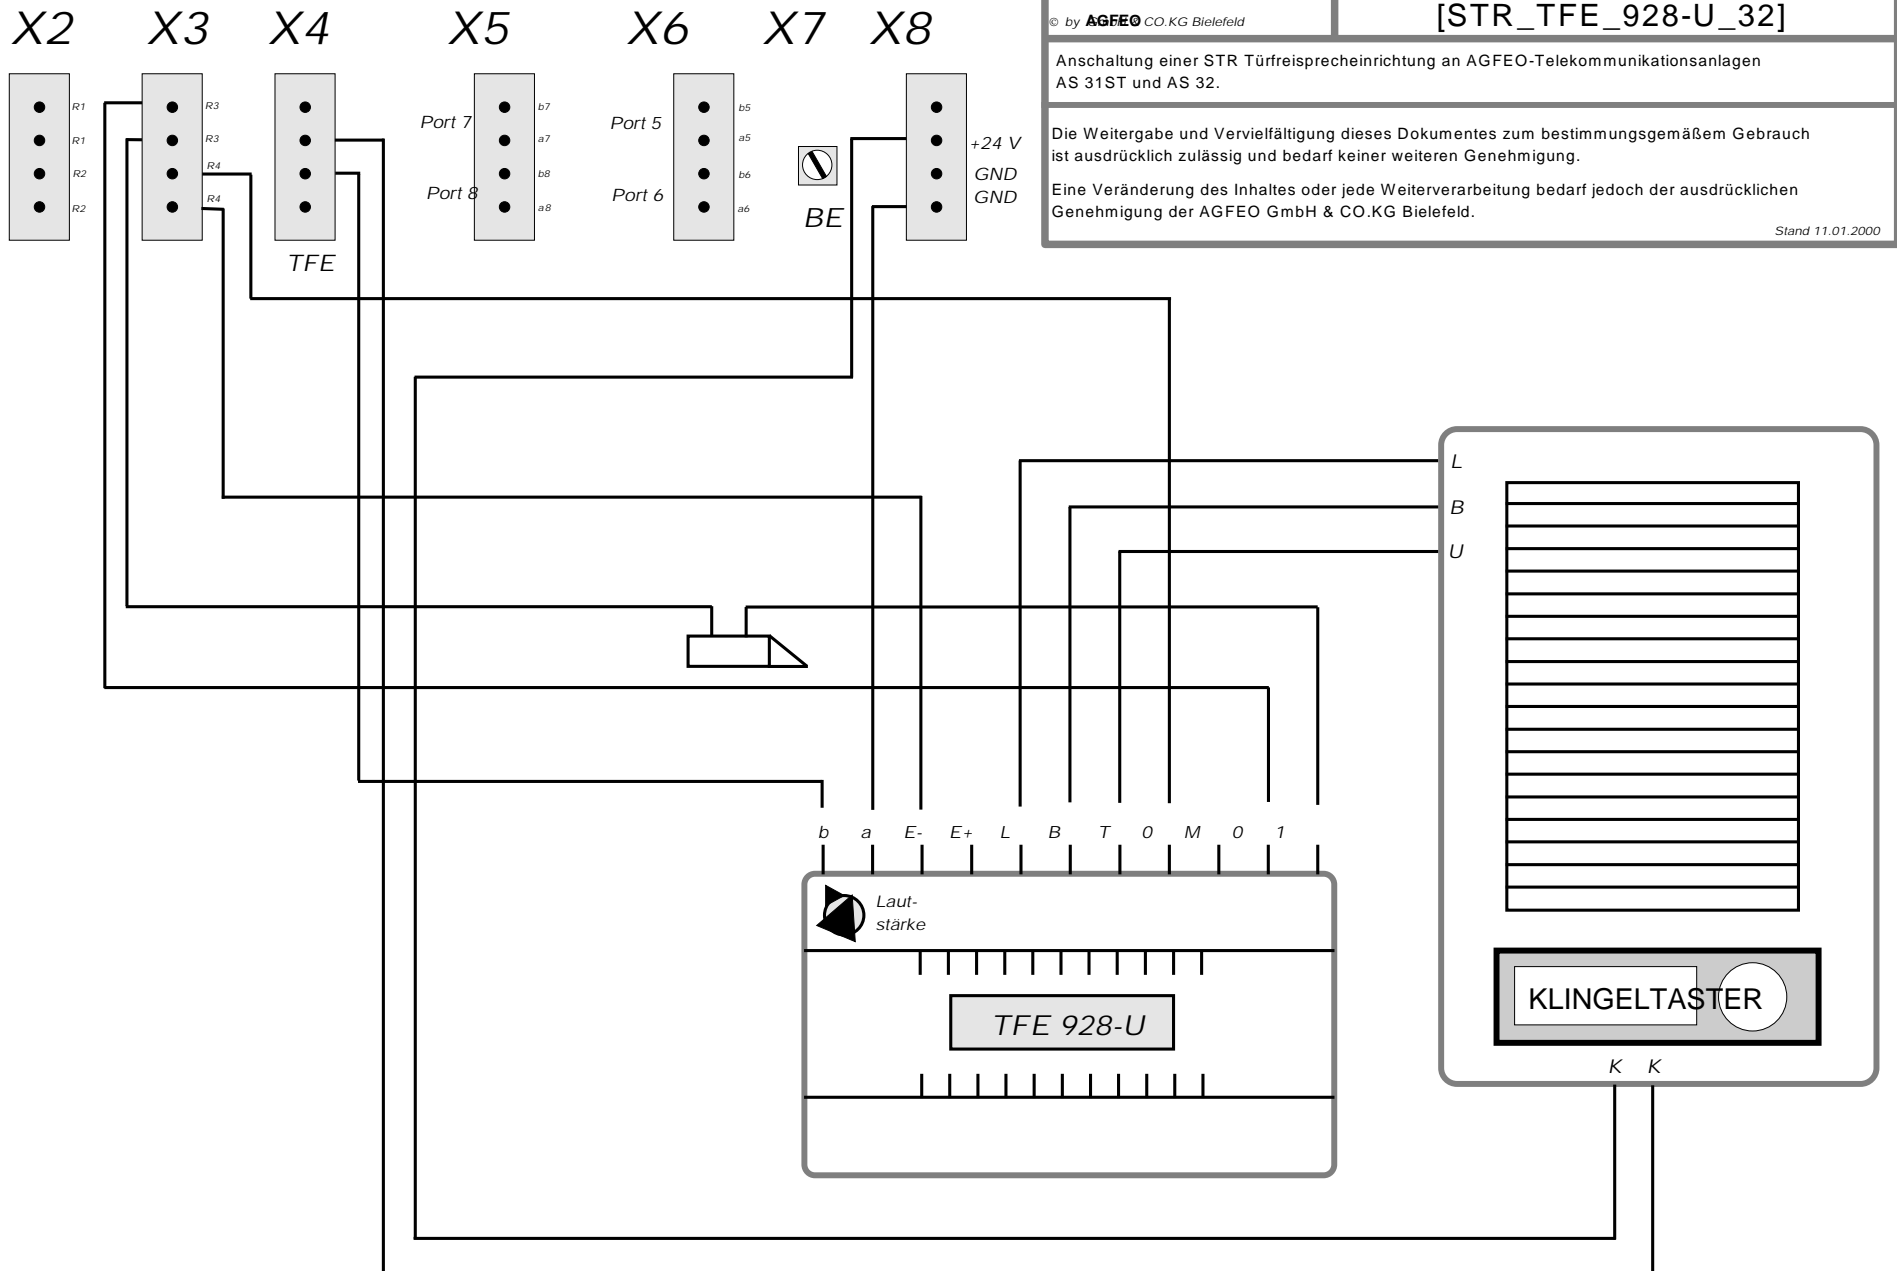 X2 X3 X4 X5 X6 X7 X8
© by AGFEO CO.KG Bielefeld
[STR_TFE_928-U_32]
Anschaltung einer STR Türfreisprecheinrichtung an AGFEO-Telekommunikationsanlagen
AS 31ST und AS 32.
Die Weitergabe und Vervielfältigung dieses Dokumentes zum bestimmungsgemäßem Gebrauch
ist ausdrücklich zulässig und bedarf keiner weiteren Genehmigung.
Eine Veränderung des Inhaltes oder jede Weiterverarbeitung bedarf jedoch der ausdrücklichen
Genehmigung der AGFEO GmbH & CO.KG Bielefeld.
Stand 11.01.2000
R1
R1
R2
R2
R3
R3
R4
R4
TFE
Port 7
Port 8
b7
a7
b8
a8
Port 5
Port 6
b5
a5
b6
a6
BE
+24 V
GND
GND
L
B
U
b a E- E+ L B T 0 M 0 1
Laut-
stärke
TFE 928-U
KLINGELTASTER
K K